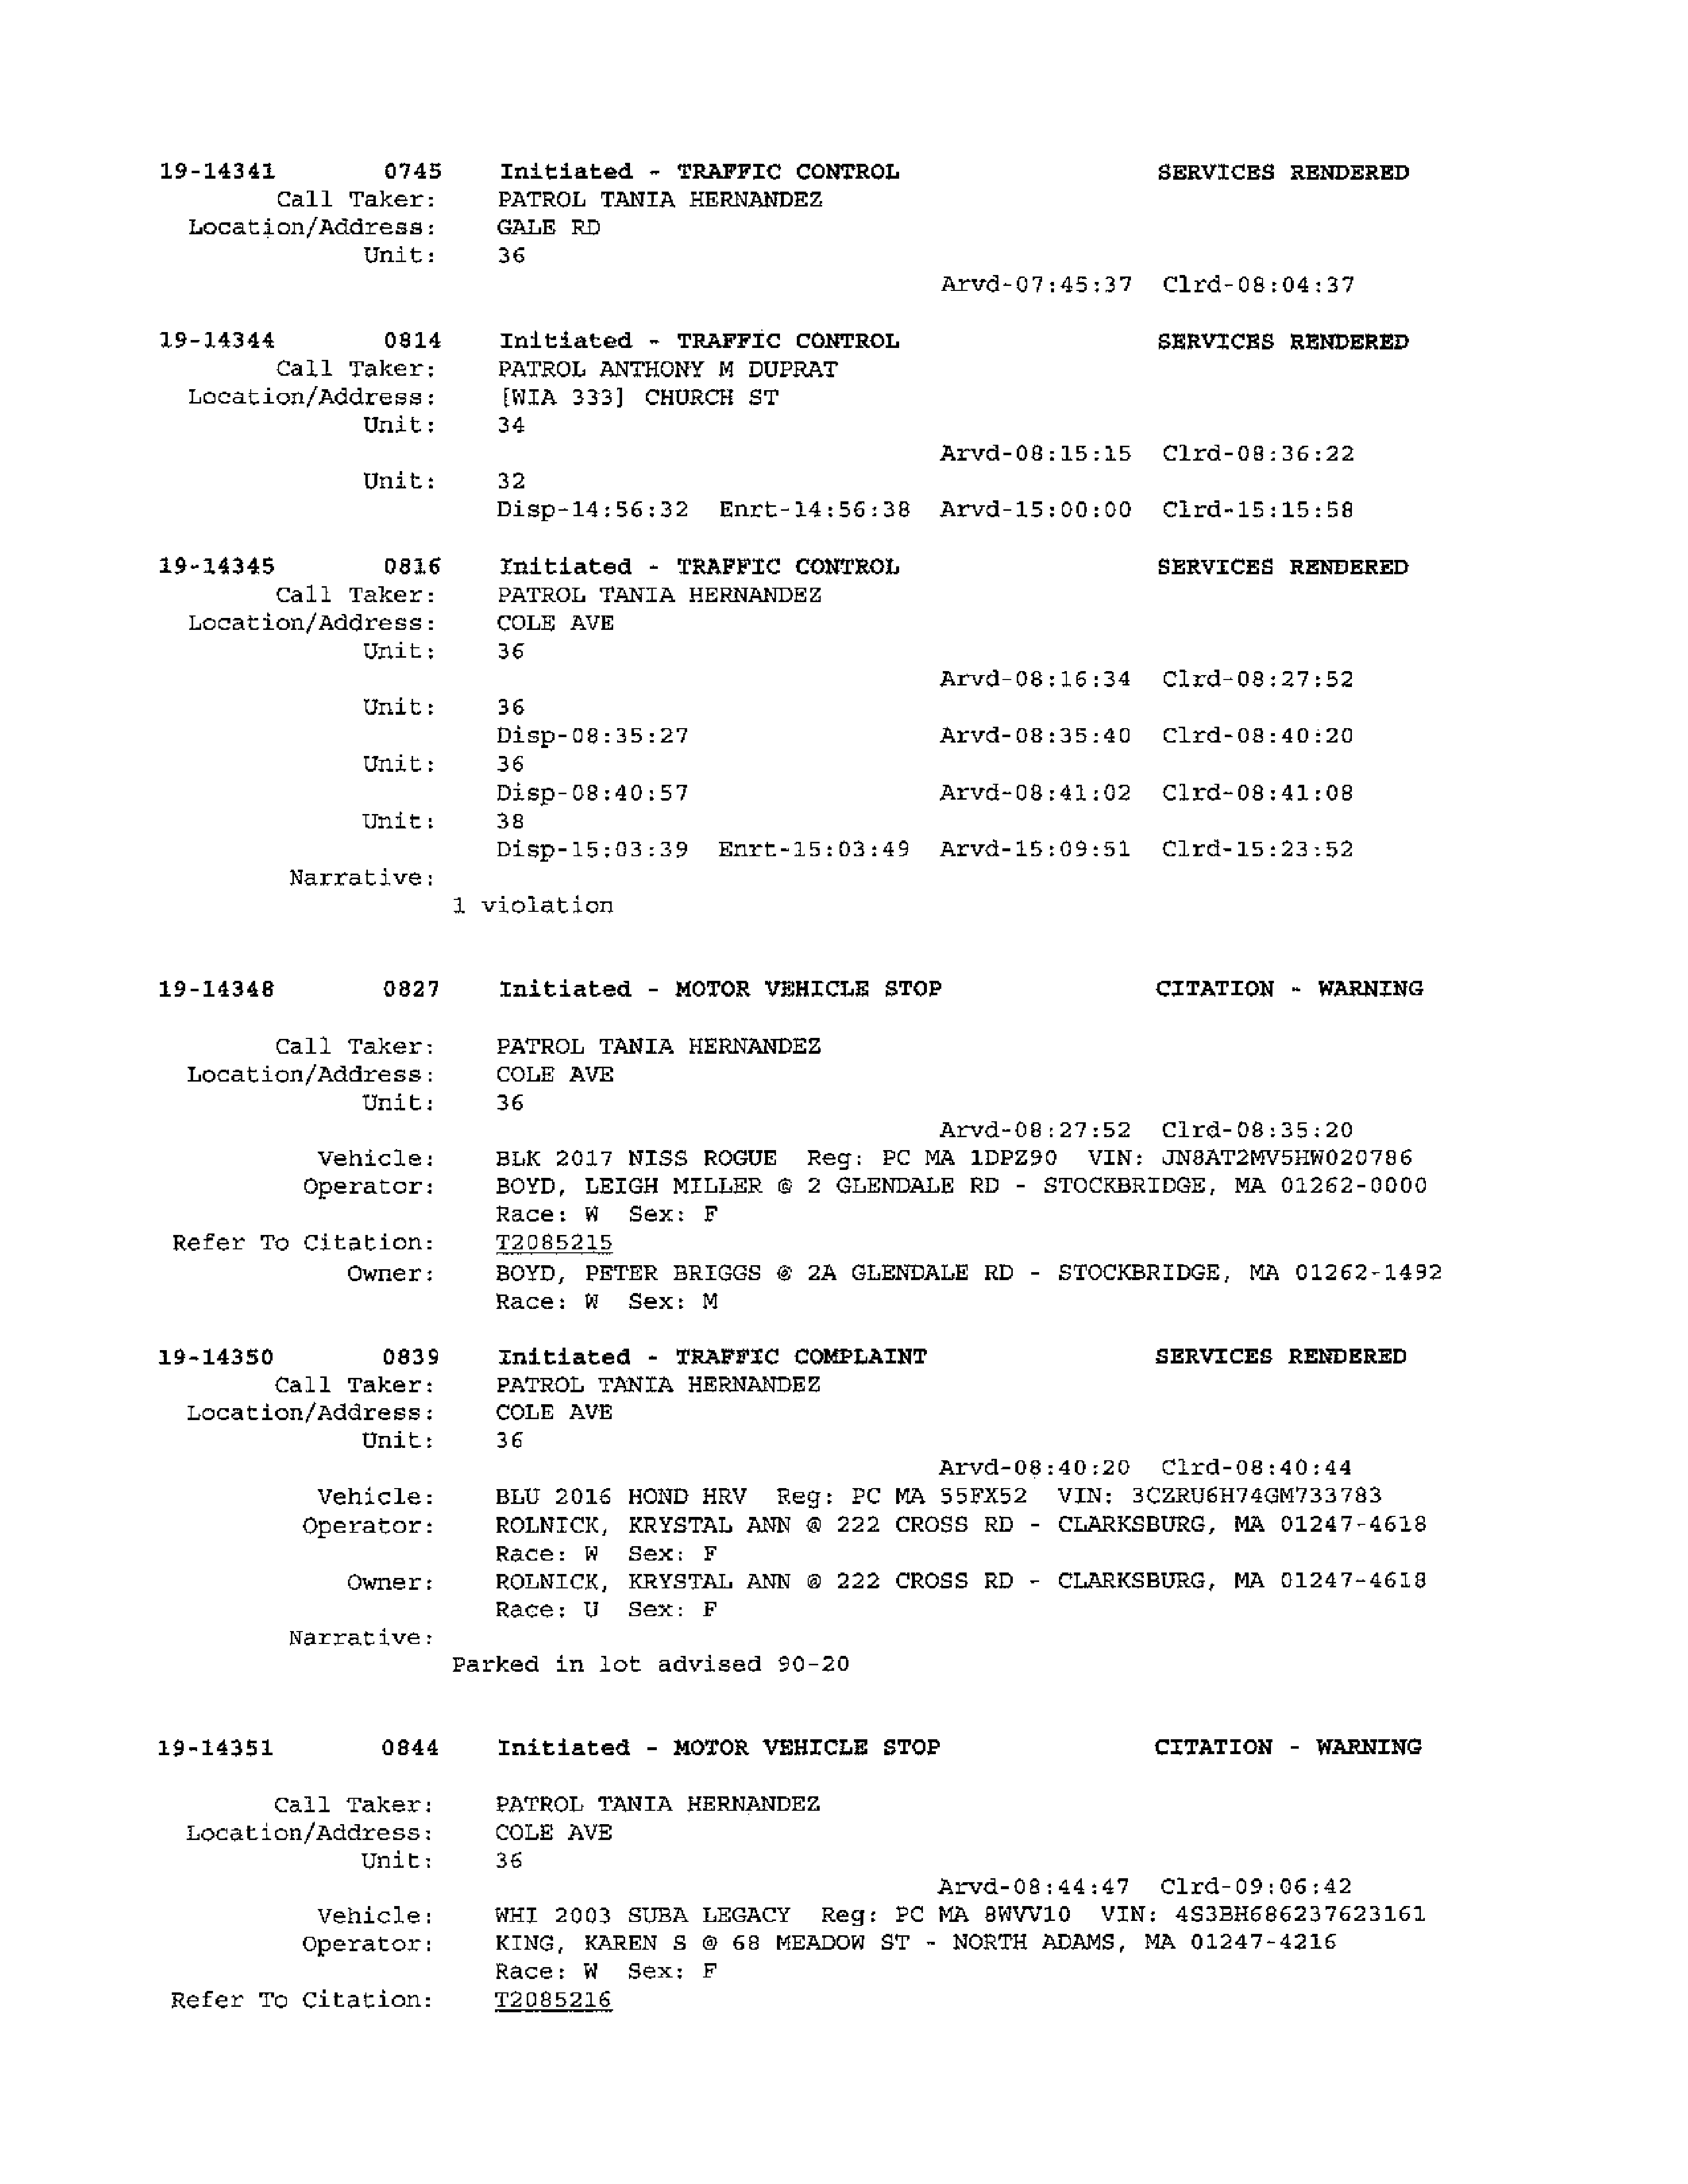 19-14341 0745 Initiated - TRAFFIC CONTROL SERVICES RENDERED
Call Taker: PATROL TANIA HERNANDEZ
Location/Address: GALE RD
Unit: 36
Arvd-07:45:37 Clrd-08:04:37
19-14344 0814 Initiated - TRAFFIC CONTROL SERVICES RENDERED
Call Taker: PATROL ANTHONY M DUPRAT
Location/Address: [WIA 333] CHURCH ST
Unit: 34
Arvd-08:15:15 Clrd-08:36:22
Unit: 32
Disp-14:56:32 Enrt-14:56:38 Arvd-15:00:00 Clrd-15:15:58
19-14345 0816 Initiated - TRAFFIC CONTROL SERVICES RENDERED
Call Taker: PATROL TANIA HERNANDEZ
Location/Address: COLE AVE
Unit: 36
Arvd-08:16:34 Clrd-08:27:52
Unit: 36
Disp-08:35:27 Arvd-08:35:40 Clrd-08:40:20
Unit: 36
Disp-08:40:57 Arvd-08:41:02 Clrd-08:41:08
Unit: 38
Disp-15:03:39 Enrt-15:03:49 Arvd-15:09:51 Clrd-15:23:52
Narrative:
1 violation
19-14348 0827 Initiated - MOTOR VEHICLE STOP CITATION - WARNING
Call Taker: PATROL TANIA HERNANDEZ
Location/Address: COLE AVE
Unit: 36
Arvd-08:27:52 Clrd-08:35:20
Vehicle: BLK 2017 NISS ROGUE Reg: PC MA 1DPZ90 VIN: JN8AT2MV5HW020786
Operator: BOYD, LEIGH MILLER @ 2 GLENDALE RD - STOCKBRIDGE, MA 01262-0000
Race: W Sex: F
Refer To Citation: T2085215
Owner: BOYD, PETER BRIGGS @ 2A GLENDALE RD - STOCKBRIDGE, MA 01262-1492
Race: W Sex: M
19-14350 0839 Initiated - TRAFFIC COMPLAINT SERVICES RENDERED
Call Taker: PATROL TANIA HERNANDEZ
Location/Address: COLE AVE
Unit: 36
Arvd-08:40:20 Clrd-08:40:44
Vehicle: BLU 2016 HOND HRV Reg: PC MA 55FX52 VIN: 3CZRU6H74GM733783
Operator: ROLNICK, KRYSTAL ANN @ 222 CROSS RD - CLARKSBURG, MA 01247-4618
Race: W Sex: F
Owner: ROLNICK, KRYSTAL ANN @ 222 CROSS RD - CLARKSBURG, MA 01247-4618
Race: U Sex: F
Narrative:
Parked in lot advised 90-20
19-14351 0844 Initiated - MOTOR VEHICLE STOP CITATION - WARNING
Call Taker: PATROL TANIA HERNANDEZ
Location/Address: COLE AVE
Unit: 36
Arvd-08:44:47 Clrd-09:06:42
Vehicle: WHI 2003 SUBA LEGACY Reg: PC MA 8WVV10 VIN: 4S3BH686237623161
Operator: KING, KAREN S @ 68 MEADOW ST - NORTH ADAMS, MA 01247-4216
Race: W Sex: F
Refer To Citation: T2085216